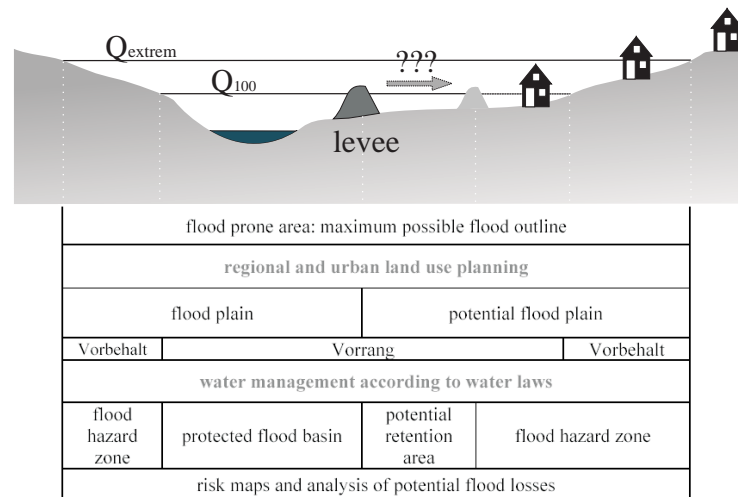 Qextrem
Q100
???
levee
flood prone area: maximum possible flood outline
regional and urban land use planning
flood plain
potential flood plain
Vorbehalt
Vorrang
Vorbehalt
water management according to water laws
flood
hazard
zone
protected flood basin
potential
retention
area
flood hazard zone
risk maps and analysis of potential flood losses